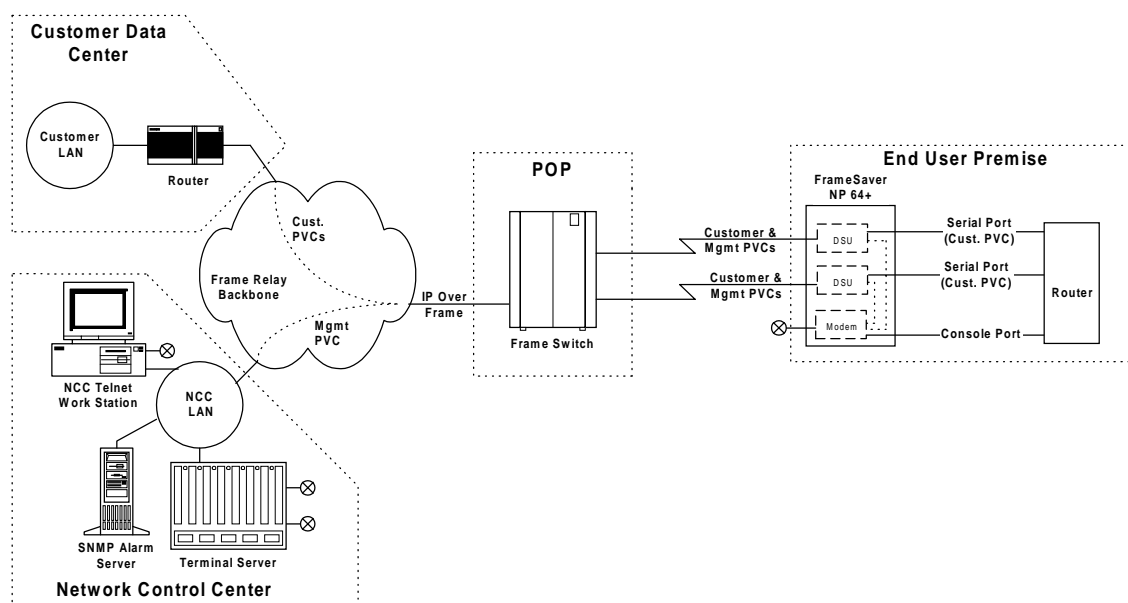 Customer Data
Center
Customer
LAN
Router
Cust.
PVCs
Frame Relay
Backbone
Mgmt
PVC
IP Over
Frame
POP
Frame Switch
Customer &
Mgmt PVCs
Customer &
Mgmt PVCs
End User Premise
FrameSaver
NP 64+
DSU
DSU
Modem
Serial Port
(Cust. PVC)
Serial Port
(Cust. PVC)
Console Port
Router
NCC Telnet
Work Station
NCC
LAN
SNMP Alarm
Server
Terminal Server
Network Control Center